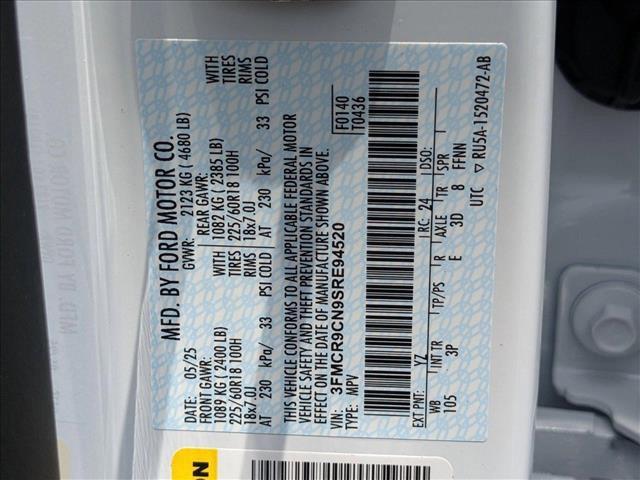 MFD. BY FORD MOTOR CO.
DATE: 05/25 GVWR: 2123 KG ( 4680 LB)
FRONT GAWR: REAR GAWR: WITH
1089 KG ( 2400 LB) 1082 KG ( 2385 LB) TIRES
225/60R18 100H 225/60R18 100H RIMS
18x7.0J 18x7.0J
AT 230 kPa/ 33 PSI COLD AT 230 kPa/ 33 PSI COLD
WITH
TIRES
RIMS
THIS VEHICLE CONFORMS TO ALL APPLICABLE FEDERAL MOTOR
VEHICLE SAFETY AND THEFT PREVENTION STANDARDS IN
EFFECT ON THE DATE OF MANUFACTURE SHOWN ABOVE.
VIN: 3FMCR9CN9SRE94520
TYPE: MPV
F0140
T0436
EXT PNT: YZ RC: 24 DSO:
WB INT TR TP/PS R AXLE TR SPR
105 3P E 3D 8 FFNN
UTC ▽ RU5A-1520472-AB
ON